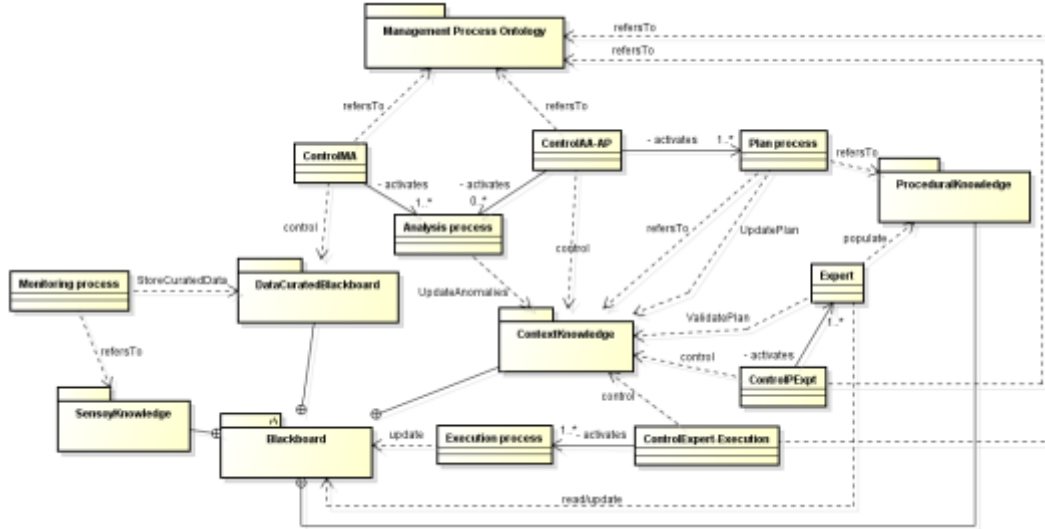 Management Process Ontology
refersTo
refersTo
refersTo
refersTo
ControlMA
ControlAA-AP
- activates
1..*
Plan process
refersTo
ProceduralKnowledge
- activates
1..*
- activates
0..*
Analysis process
control
control
refersTo
UpdatePlan
populate
Monitoring process
StoreCuratedData
DataCuratedBlackboard
UpdateAnomalies
Expert
ContextKnowledge
ValidatePlan
1..*
refersTo
control
- activates
ControlPExpt
SensoyKnowledge
control
Blackboard
update
Execution process
1..*
- activates
ControlExpert-Execution
read/update